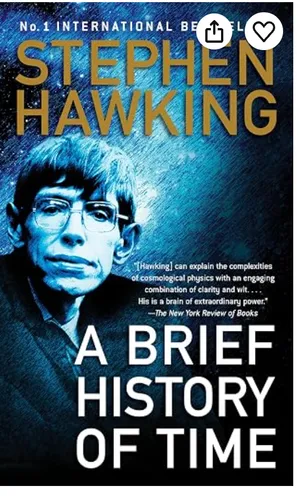 No.1 INTERNATIONAL
STEPHEN
HAWKING
"[Hawking] can explain the complexities
of cosmological physics with an engaging
combination of clarity and wit. . . .
His is a brain of extraordinary power."
—The New York Review of Books
A BRIEF
HISTORY
OF TIME